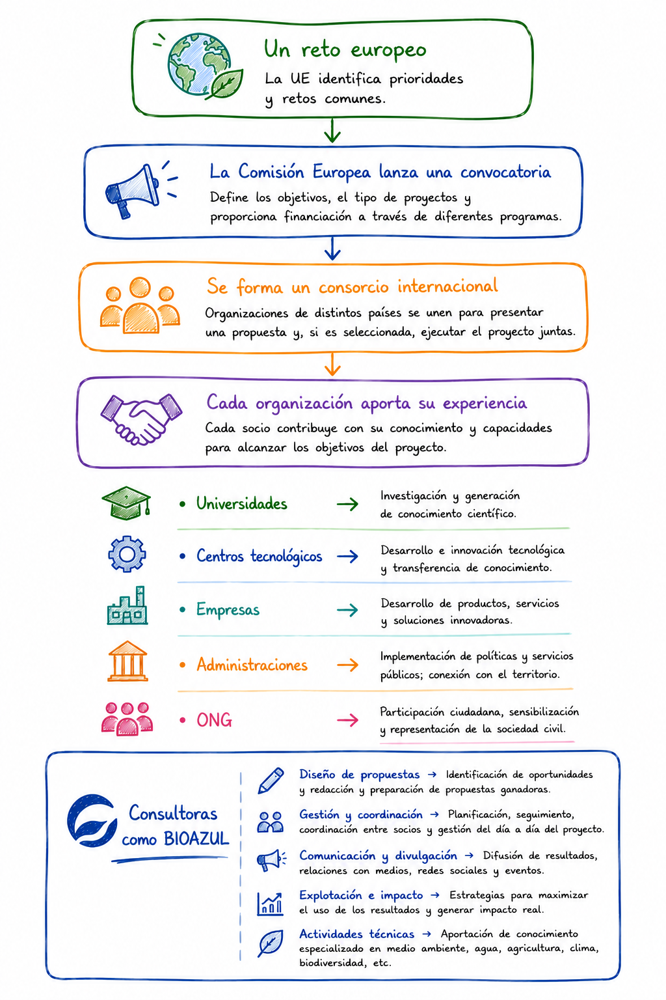 Un reto europeo
La UE identifica prioridades
y retos comunes.
La Comisión Europea lanza una convocatoria
Define los objetivos, el tipo de proyectos y
proporciona financiación a través de diferentes programas.
Se forma un consorcio internacional
Organizaciones de distintos países se unen para presentar
una propuesta y, si es seleccionada, ejecutar el proyecto juntas.
Cada organización aporta su experiencia
Cada socio contribuye con su conocimiento y capacidades
para alcanzar los objetivos del proyecto.
• Universidades → Investigación y generación
de conocimiento científico.
• Centros tecnológicos → Desarrollo e innovación tecnológica
y transferencia de conocimiento.
• Empresas → Desarrollo de productos, servicios
y soluciones innovadoras.
• Administraciones → Implementación de políticas y servicios
públicos; conexión con el territorio.
• ONG → Participación ciudadana, sensibilización
y representación de la sociedad civil.
Consultoras
como BIOAZUL
Diseño de propuestas → Identificación de oportunidades
y redacción y preparación de propuestas ganadoras.
Gestión y coordinación → Planificación, seguimiento,
coordinación entre socios y gestión del día a día del proyecto.
Comunicación y divulgación → Difusión de resultados,
relaciones con medios, redes sociales y eventos.
Explotación e impacto → Estrategias para maximizar
el uso de los resultados y generar impacto real.
Actividades técnicas → Aportación de conocimiento
especializado en medio ambiente, agua, agricultura, clima,
biodiversidad, etc.